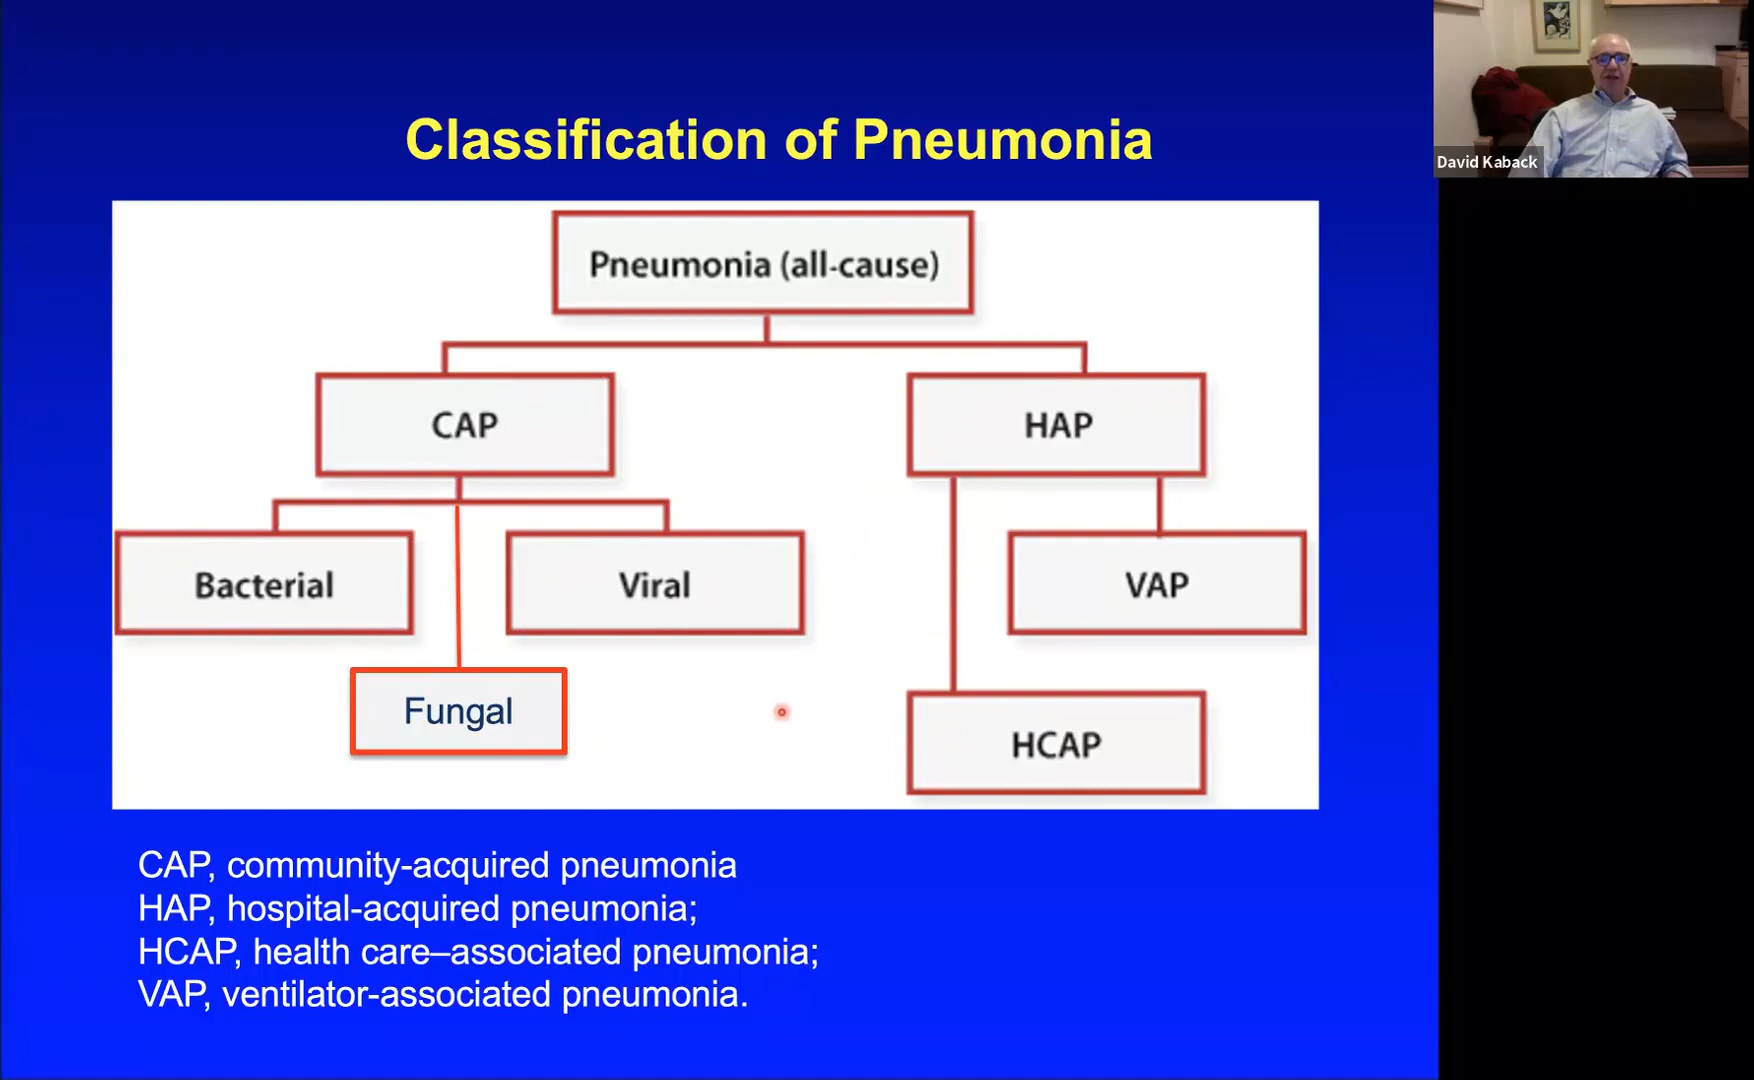 Classification of Pneumonia
David Kaback
Pneumonia (all-cause)
CAP
HAP
Bacterial
Viral
VAP
Fungal
HCAP
CAP, community-acquired pneumonia
HAP, hospital-acquired pneumonia;
HCAP, health care–associated pneumonia;
VAP, ventilator-associated pneumonia.